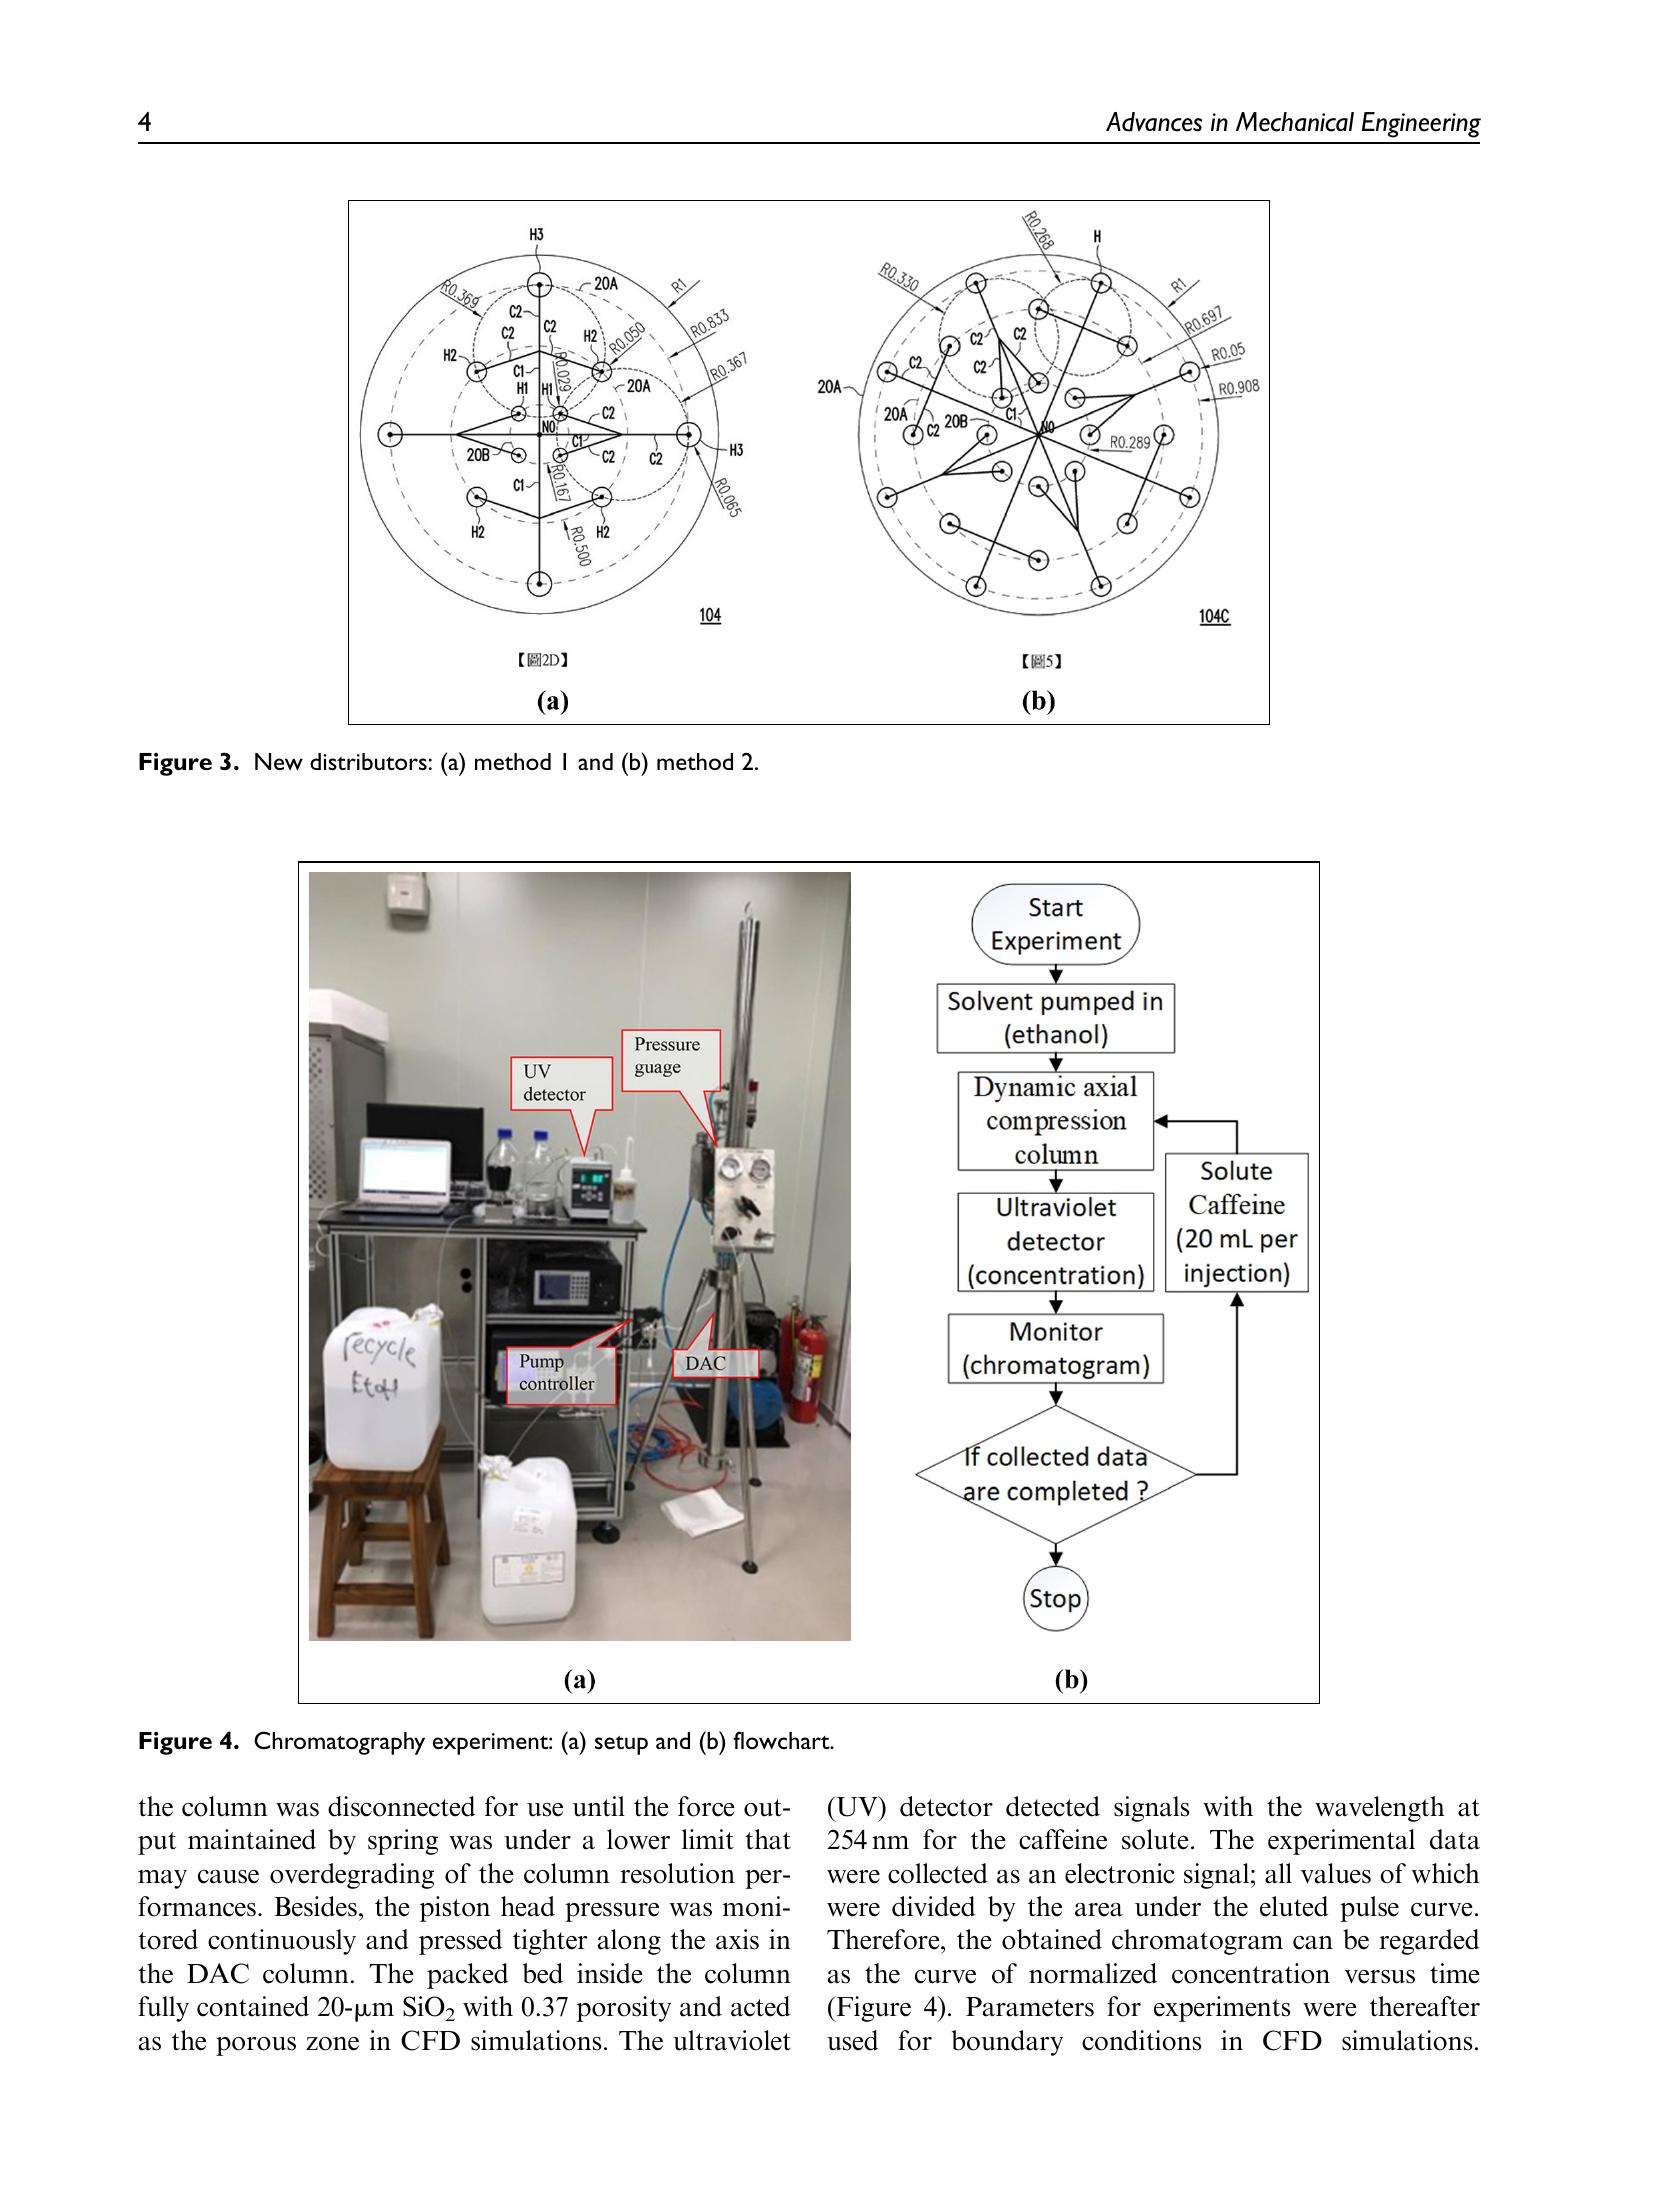 4
Advances in Mechanical Engineering
H3
R0.369
20A
R1
C2
C2
C2
H2
R0.050
R0.833
H2
R0.029
R0.367
C1
H1
H1
20A
C2
N0
C1
20B
C2
C2
H3
C1
R0.167
R0.065
H2
H2
R0.500
104
【圖2D】
(a)
R0.268
H
R0.330
R1
R0.697
C2
C2
C2
C2
R0.05
20A
R0.908
20A
C2
20B
C1
N0
R0.289
104C
【圖5】
(b)
Figure 3. New distributors: (a) method 1 and (b) method 2.
Pressure
guage
UV
detector
recycle
EtoH
Pump
controller
DAC
(a)
Start
Experiment
Solvent pumped in
(ethanol)
Dynamic axial
compression
column
Ultraviolet
detector
(concentration)
Solute
Caffeine
(20 mL per
injection)
Monitor
(chromatogram)
If collected data
are completed ?
Stop
(b)
Figure 4. Chromatography experiment: (a) setup and (b) flowchart.
the column was disconnected for use until the force out-
put maintained by spring was under a lower limit that
may cause overdegrading of the column resolution per-
formances. Besides, the piston head pressure was moni-
tored continuously and pressed tighter along the axis in
the DAC column. The packed bed inside the column
fully contained 20-μm SiO₂ with 0.37 porosity and acted
as the porous zone in CFD simulations. The ultraviolet
(UV) detector detected signals with the wavelength at
254 nm for the caffeine solute. The experimental data
were collected as an electronic signal; all values of which
were divided by the area under the eluted pulse curve.
Therefore, the obtained chromatogram can be regarded
as the curve of normalized concentration versus time
(Figure 4). Parameters for experiments were thereafter
used for boundary conditions in CFD simulations.